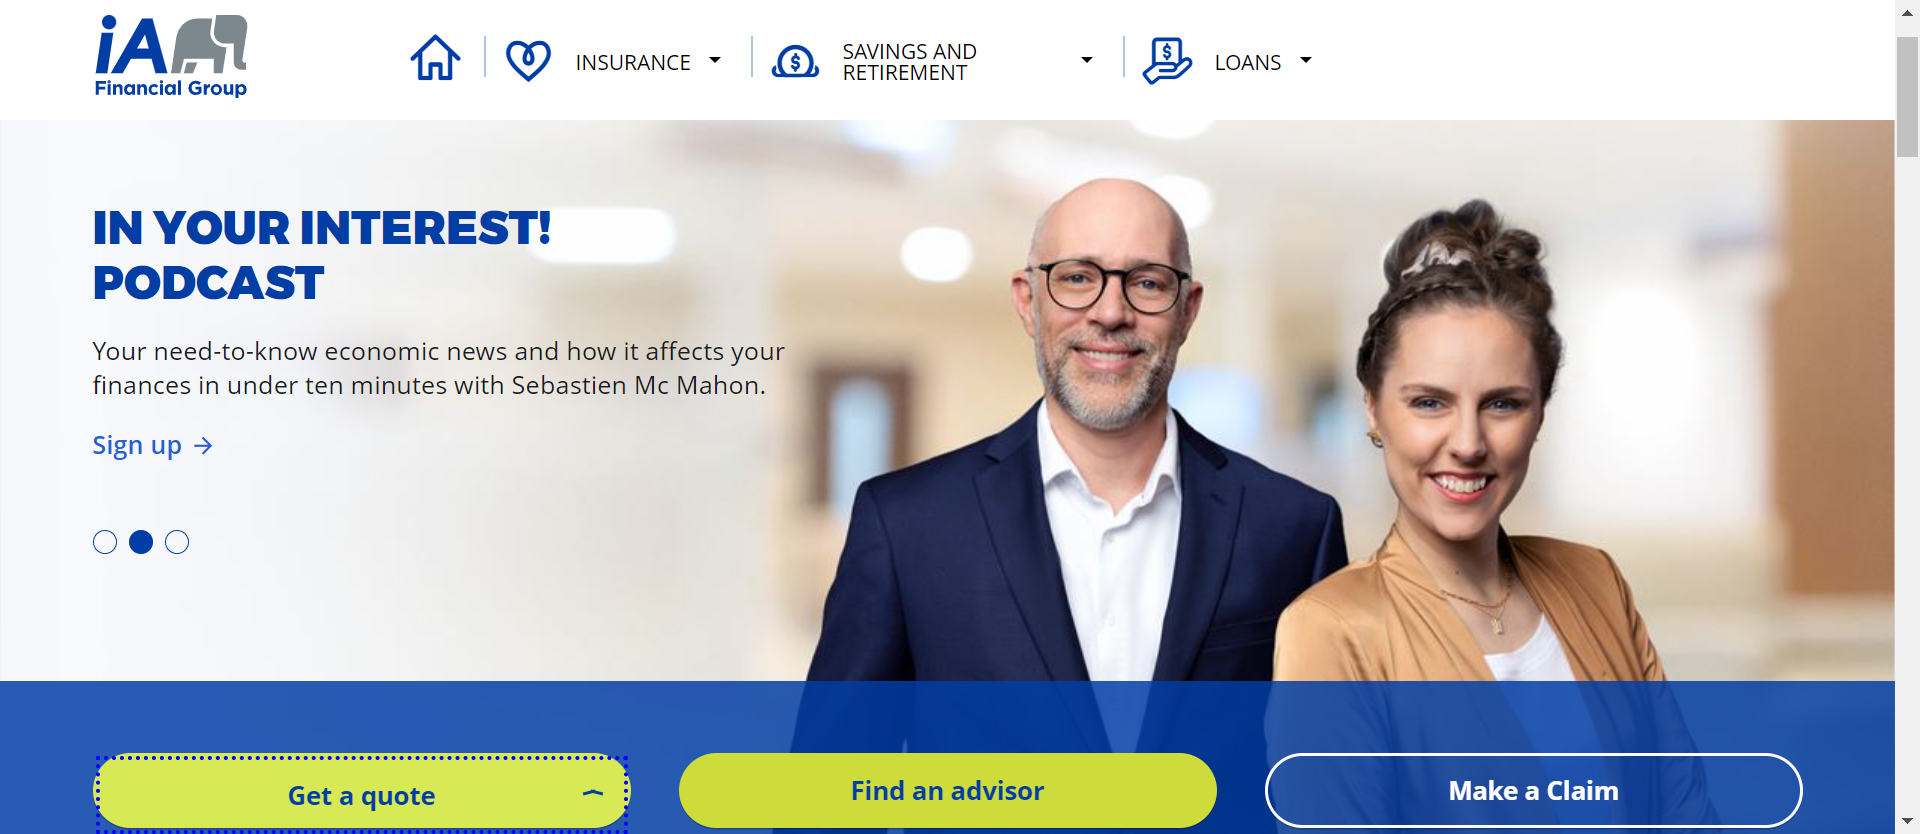 iA
Financial Group
INSURANCE
SAVINGS AND
RETIREMENT
LOANS
IN YOUR INTEREST!
PODCAST
Your need-to-know economic news and how it affects your
finances in under ten minutes with Sebastien Mc Mahon.
Sign up →
Get a quote
Find an advisor
Make a Claim